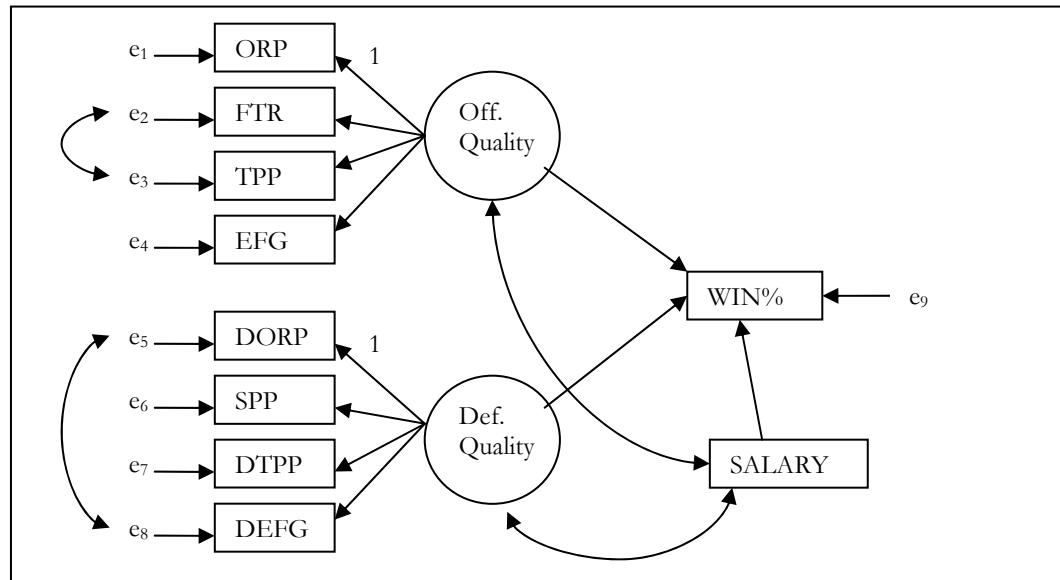 e₁ ORP 1
e₂ FTR
e₃ TPP
e₄ EFG
Off.
Quality
WIN% e₉
e₅ DORP 1
e₆ SPP
e₇ DTPP
e₈ DEFG
Def.
Quality
SALARY